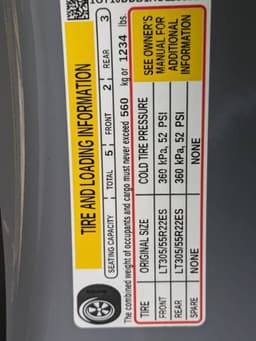 TIRE AND LOADING INFORMATION
SEATING CAPACITY TOTAL 5 FRONT 2 REAR 3
The combined weight of occupants and cargo must never exceed 560 kg or 1234 lbs.
TIRE ORIGINAL SIZE COLD TIRE PRESSURE
FRONT LT305/55R22ES 360 kPa, 52 PSI
REAR LT305/55R22ES 360 kPa, 52 PSI
SPARE NONE NONE
SEE OWNER'S
MANUAL FOR
ADDITIONAL
INFORMATION